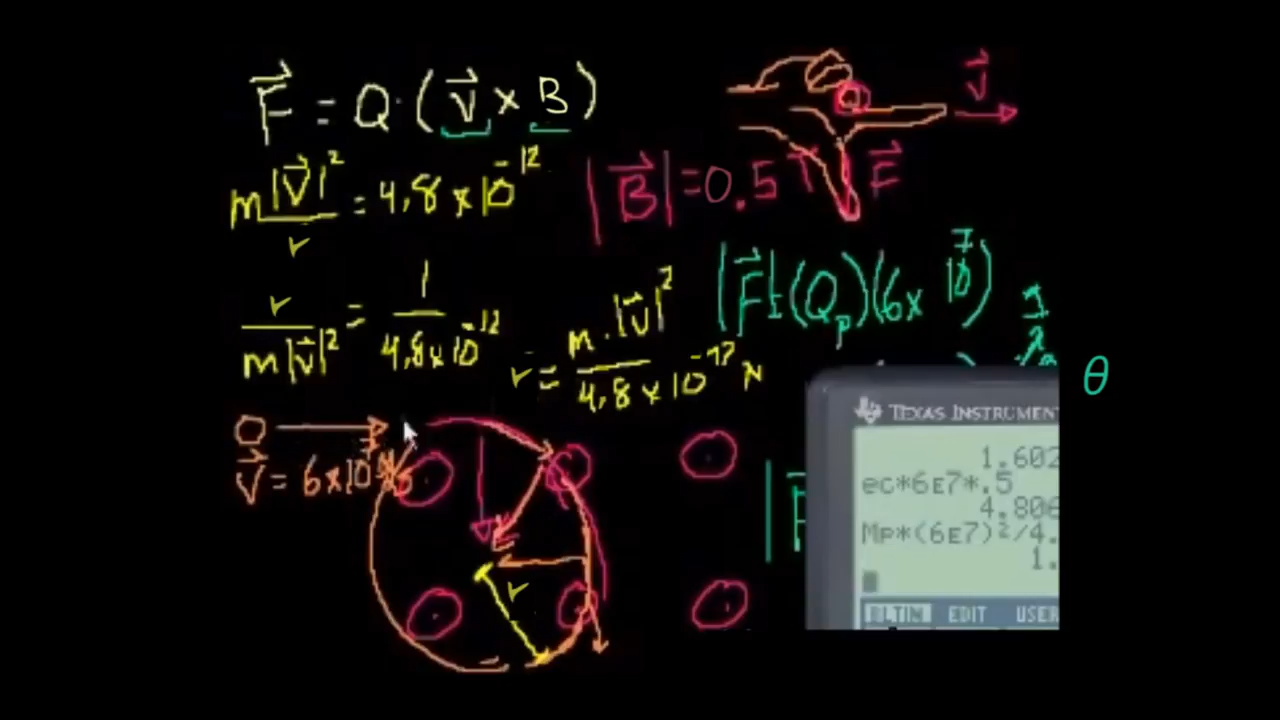 F⃗ = Q · (v⃗ × B)
v⃗
Q
m|v⃗|² / r = 4,8 × 10⁻¹²
|B⃗| = 0.5 T
F⃗
|F⃗| = (Qₚ)(6 × 10⁷)
r / m|v⃗|² = 1 / 4,8 × 10⁻¹²
r = m · |v⃗|² / 4,8 × 10⁻¹² N
θ
v⃗ = 6 × 10⁷
r
TEXAS INSTRUMENT
1.602
ec*6E7*.5
4.806
Mp*(6E7)²/4.
1.
BLTIN EDIT USER